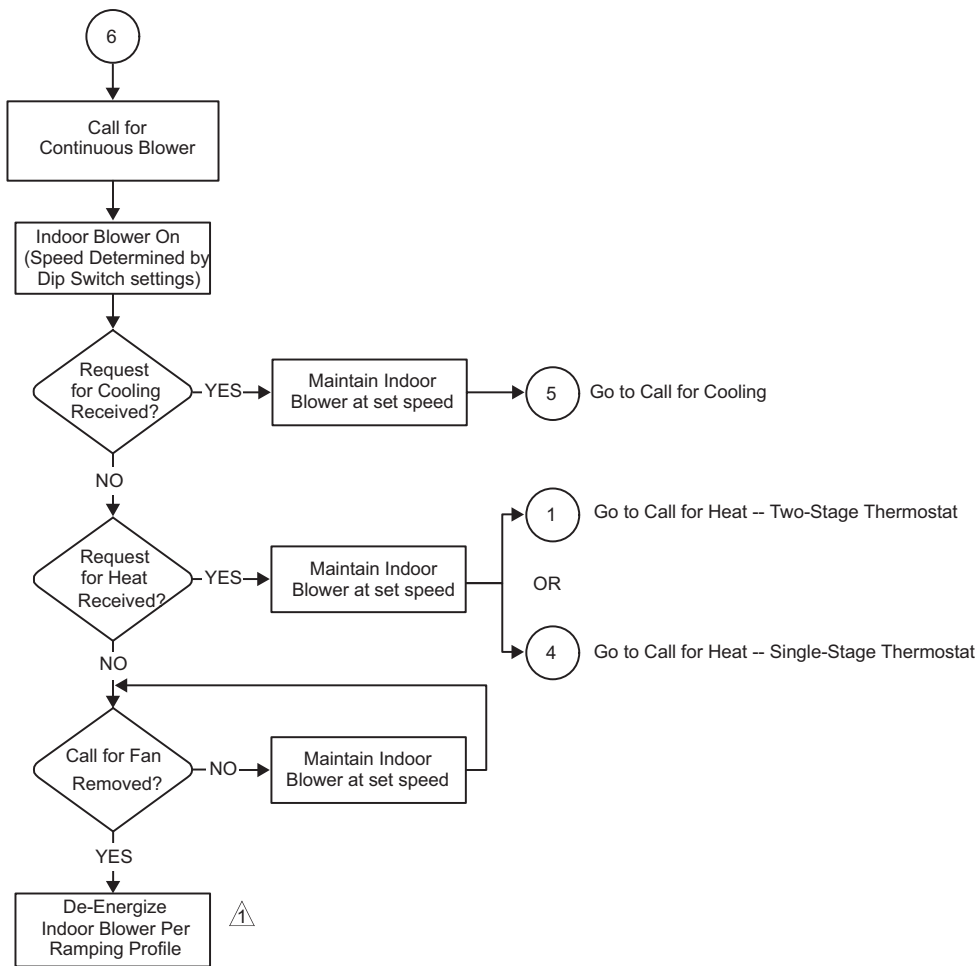 6
Call for
Continuous Blower
Indoor Blower On
(Speed Determined by
Dip Switch settings)
Request
for Cooling
Received?
YES
Maintain Indoor
Blower at set speed
5
Go to Call for Cooling
NO
Request
for Heat
Received?
YES
Maintain Indoor
Blower at set speed
1
Go to Call for Heat -- Two-Stage Thermostat
OR
4
Go to Call for Heat -- Single-Stage Thermostat
NO
Call for Fan
Removed?
NO
Maintain Indoor
Blower at set speed
YES
De-Energize
Indoor Blower Per
Ramping Profile
1